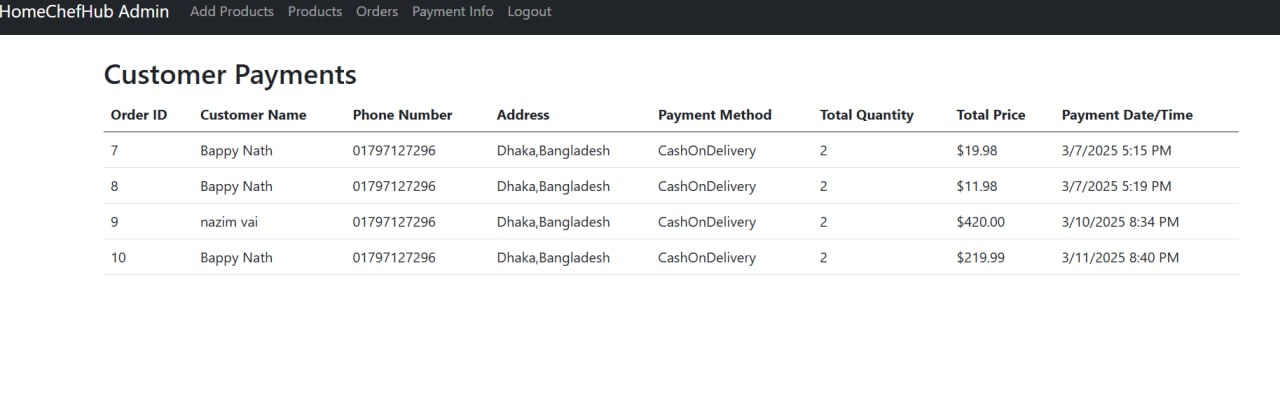 HomeChefHub Admin Add Products Products Orders Payment Info Logout
Customer Payments
Order ID Customer Name Phone Number Address Payment Method Total Quantity Total Price Payment Date/Time
7 Bappy Nath 01797127296 Dhaka,Bangladesh CashOnDelivery 2 $19.98 3/7/2025 5:15 PM
8 Bappy Nath 01797127296 Dhaka,Bangladesh CashOnDelivery 2 $11.98 3/7/2025 5:19 PM
9 nazim vai 01797127296 Dhaka,Bangladesh CashOnDelivery 2 $420.00 3/10/2025 8:34 PM
10 Bappy Nath 01797127296 Dhaka,Bangladesh CashOnDelivery 2 $219.99 3/11/2025 8:40 PM